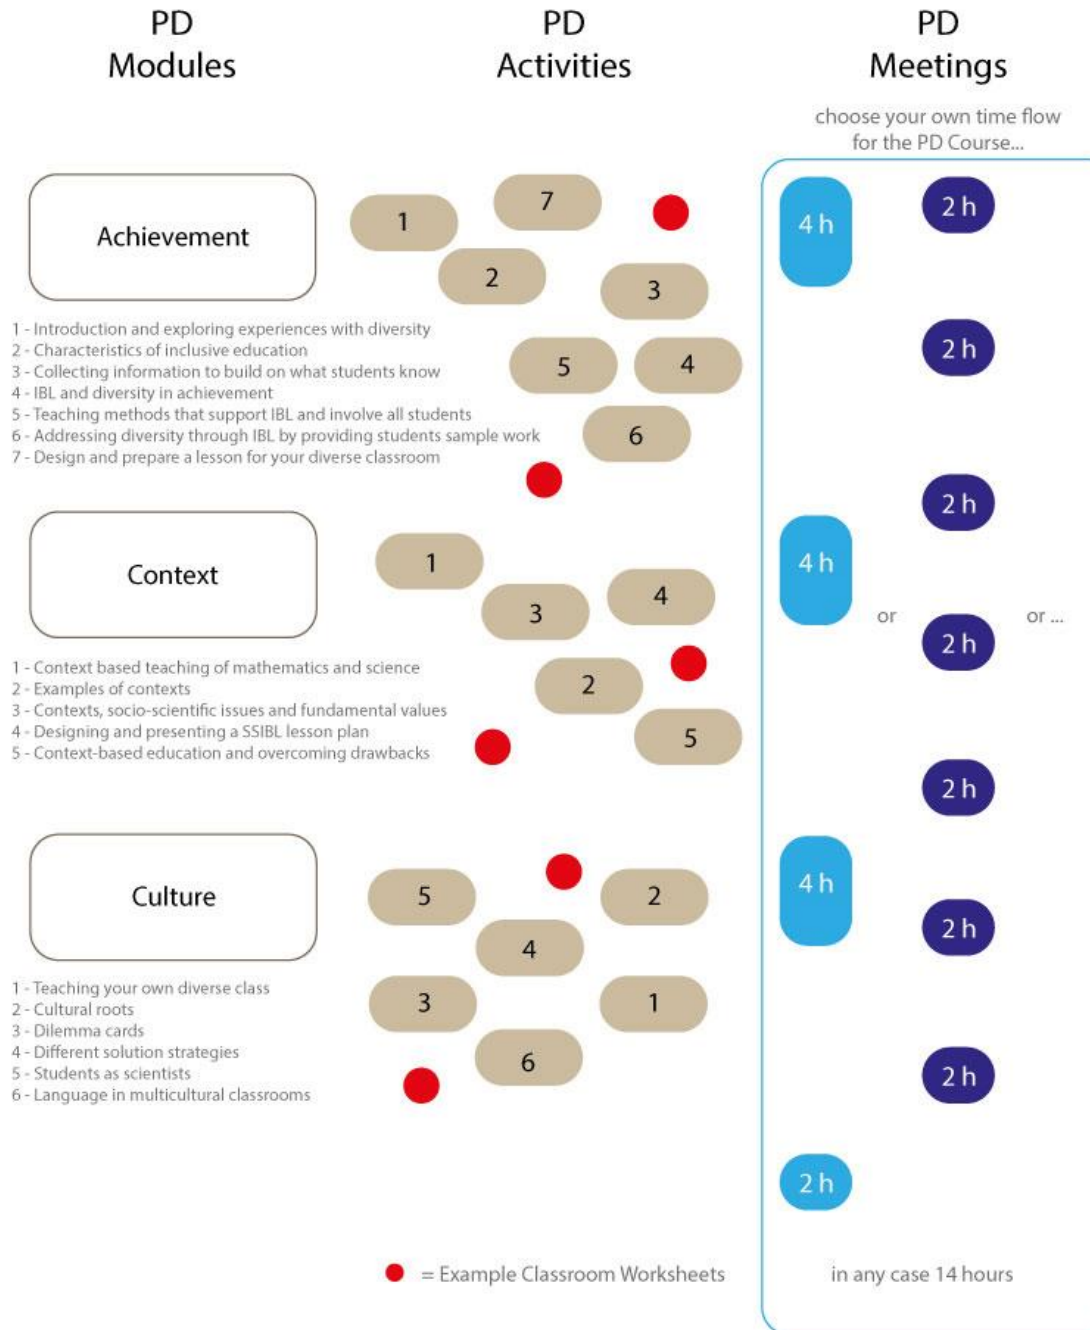 PD
Modules
PD
Activities
PD
Meetings
choose your own time flow
for the PD Course...
Achievement
1
7
2
3
5
4
6
1 - Introduction and exploring experiences with diversity
2 - Characteristics of inclusive education
3 - Collecting information to build on what students know
4 - IBL and diversity in achievement
5 - Teaching methods that support IBL and involve all students
6 - Addressing diversity through IBL by providing students sample work
7 - Design and prepare a lesson for your diverse classroom
Context
1
3
4
2
5
1 - Context based teaching of mathematics and science
2 - Examples of contexts
3 - Contexts, socio-scientific issues and fundamental values
4 - Designing and presenting a SSIBL lesson plan
5 - Context-based education and overcoming drawbacks
Culture
5
2
4
3
1
6
1 - Teaching your own diverse class
2 - Cultural roots
3 - Dilemma cards
4 - Different solution strategies
5 - Students as scientists
6 - Language in multicultural classrooms
4 h
4 h
4 h
2 h
or
2 h
2 h
2 h
2 h
2 h
2 h
2 h
or ...
= Example Classroom Worksheets
in any case 14 hours